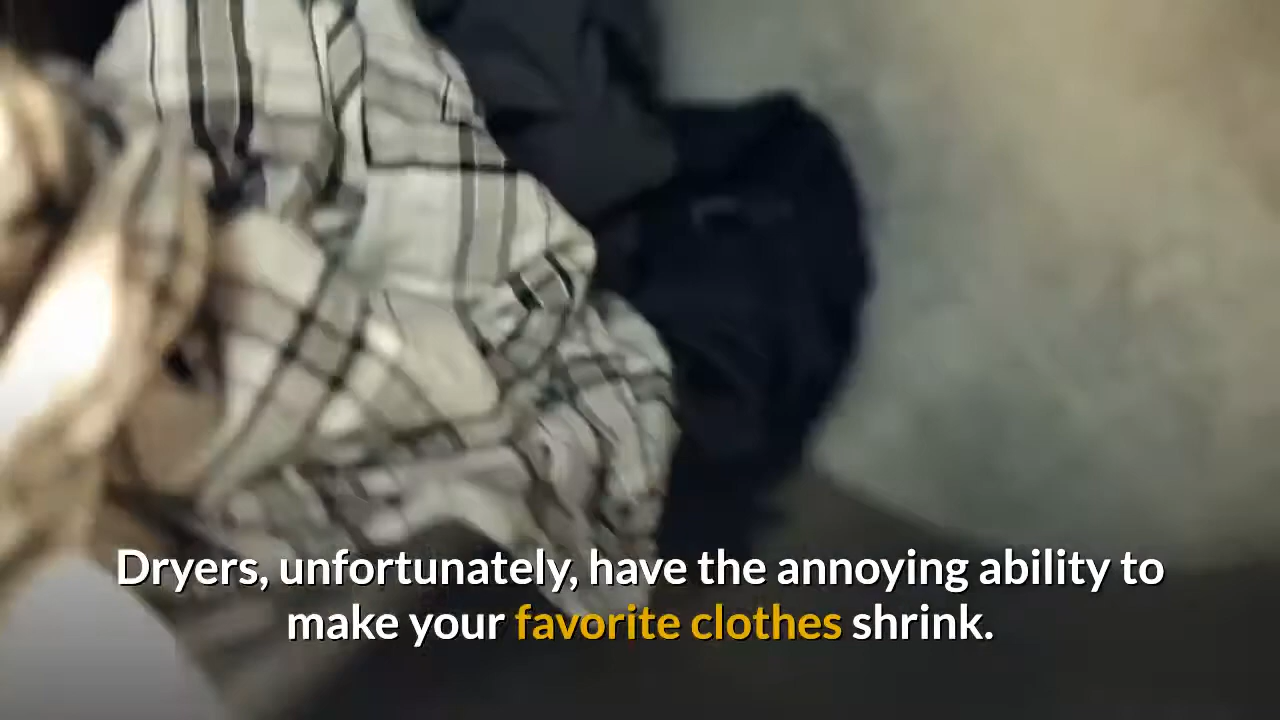 Dryers, unfortunately, have the annoying ability to
make your favorite clothes shrink.